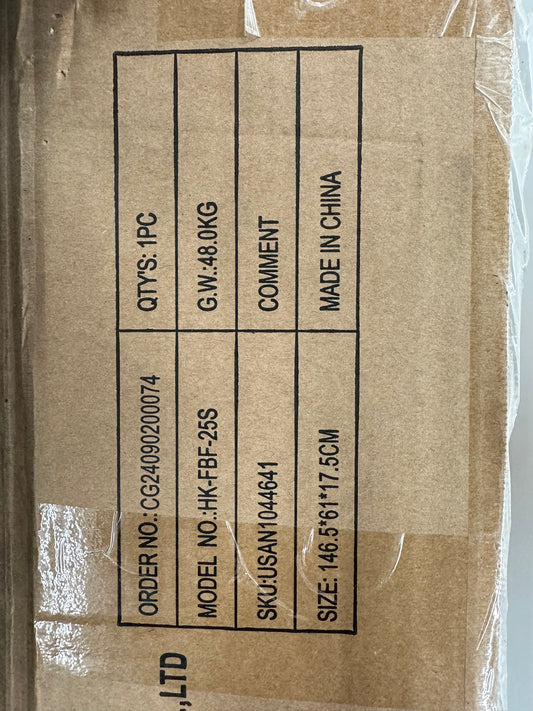 ,LTD
ORDER NO.: CG24090200074 QTY'S: 1PC
MODEL NO.:HK-FBF-25S G.W.:48.0KG
SKU:USAN1044641 COMMENT
SIZE: 146.5*61*17.5CM MADE IN CHINA